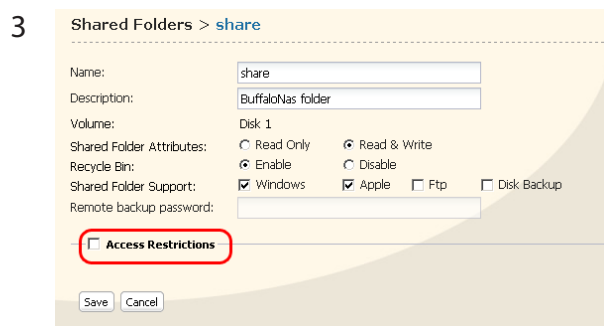 3
Shared Folders > share
Name: share
Description: BuffaloNas folder
Volume: Disk 1
Shared Folder Attributes: Read Only Read & Write
Recycle Bin: Enable Disable
Shared Folder Support: Windows Apple Ftp Disk Backup
Remote backup password:
Access Restrictions
Save Cancel